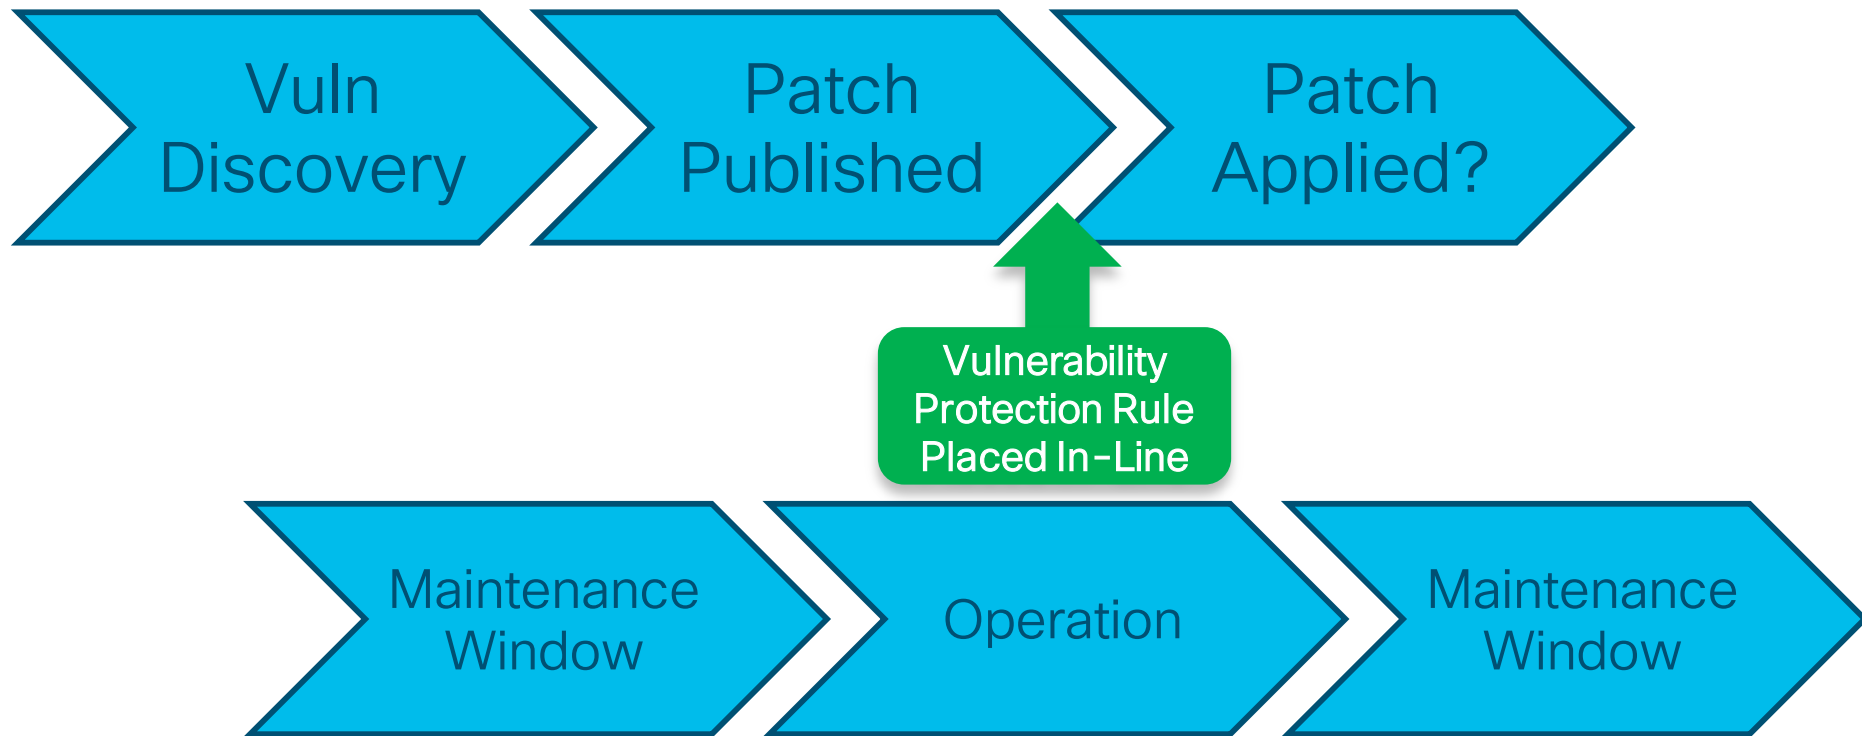 Vuln
Discovery
Patch
Published
Patch
Applied?
Vulnerability
Protection Rule
Placed In-Line
Maintenance
Window
Operation
Maintenance
Window